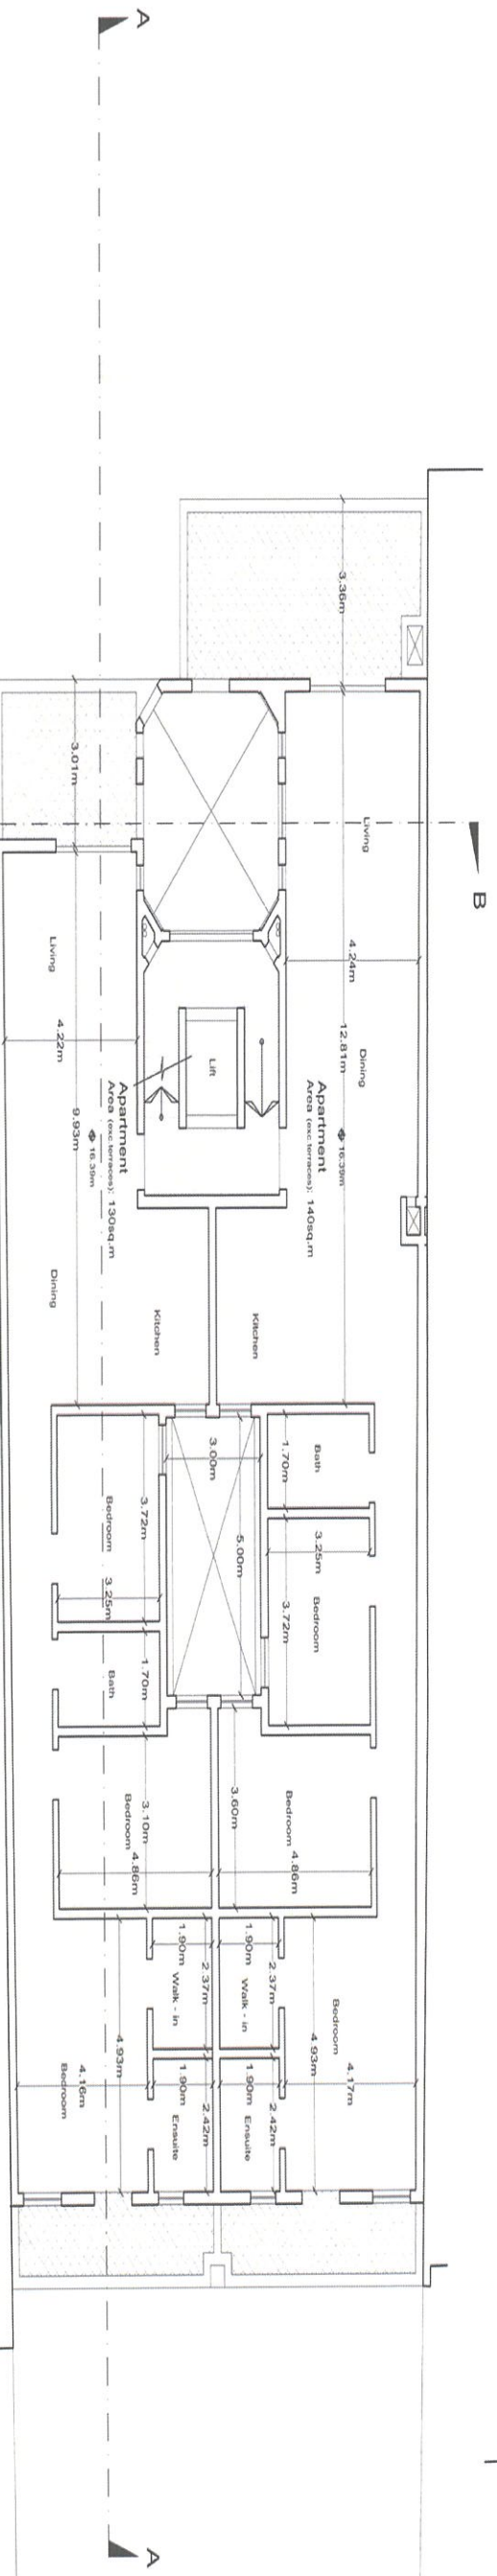 A
B
3.36m
3.01m
Living
Living
4.24m
12.81m
Dining
4.22m
9.93m
Lift
Apartment
Area (exc.terraces): 140sq.m
16.39m
Apartment
Area (exc.terraces): 130sq.m
16.39m
Dining
Kitchen
Kitchen
Bath
1.70m
3.00m
5.00m
3.25m
Bedroom
3.72m
3.72m
Bedroom
3.25m
Bath
1.70m
3.60m
Bedroom
4.86m
3.10m
Bedroom
4.86m
1.90m
2.37m
Walk - in
1.90m
2.37m
Walk - in
Bedroom
4.93m
4.17m
4.93m
4.16m
Bedroom
1.90m
2.42m
Ensuite
1.90m
2.42m
Ensuite
A